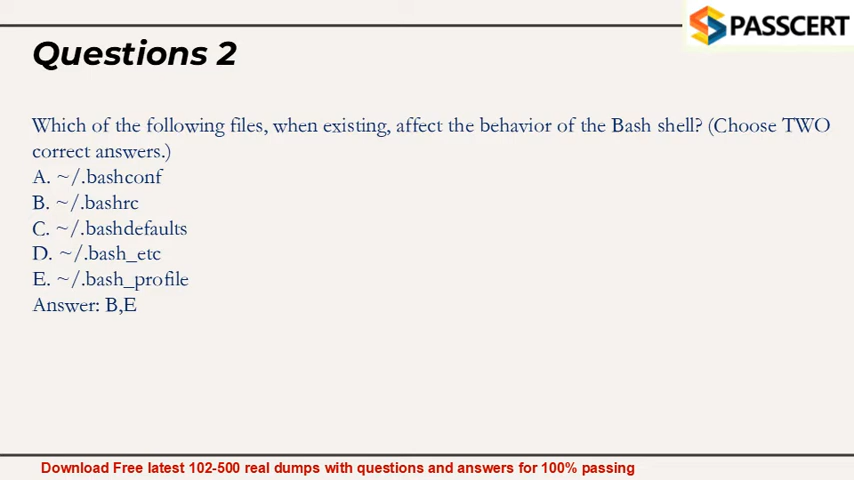 PASSCERT
Questions 2
Which of the following files, when existing, affect the behavior of the Bash shell? (Choose TWO
correct answers.)
A. ~/.bashconf
B. ~/.bashrc
C. ~/.bashdefaults
D. ~/.bash_etc
E. ~/.bash_profile
Answer: B,E
Download Free latest 102-500 real dumps with questions and answers for 100% passing